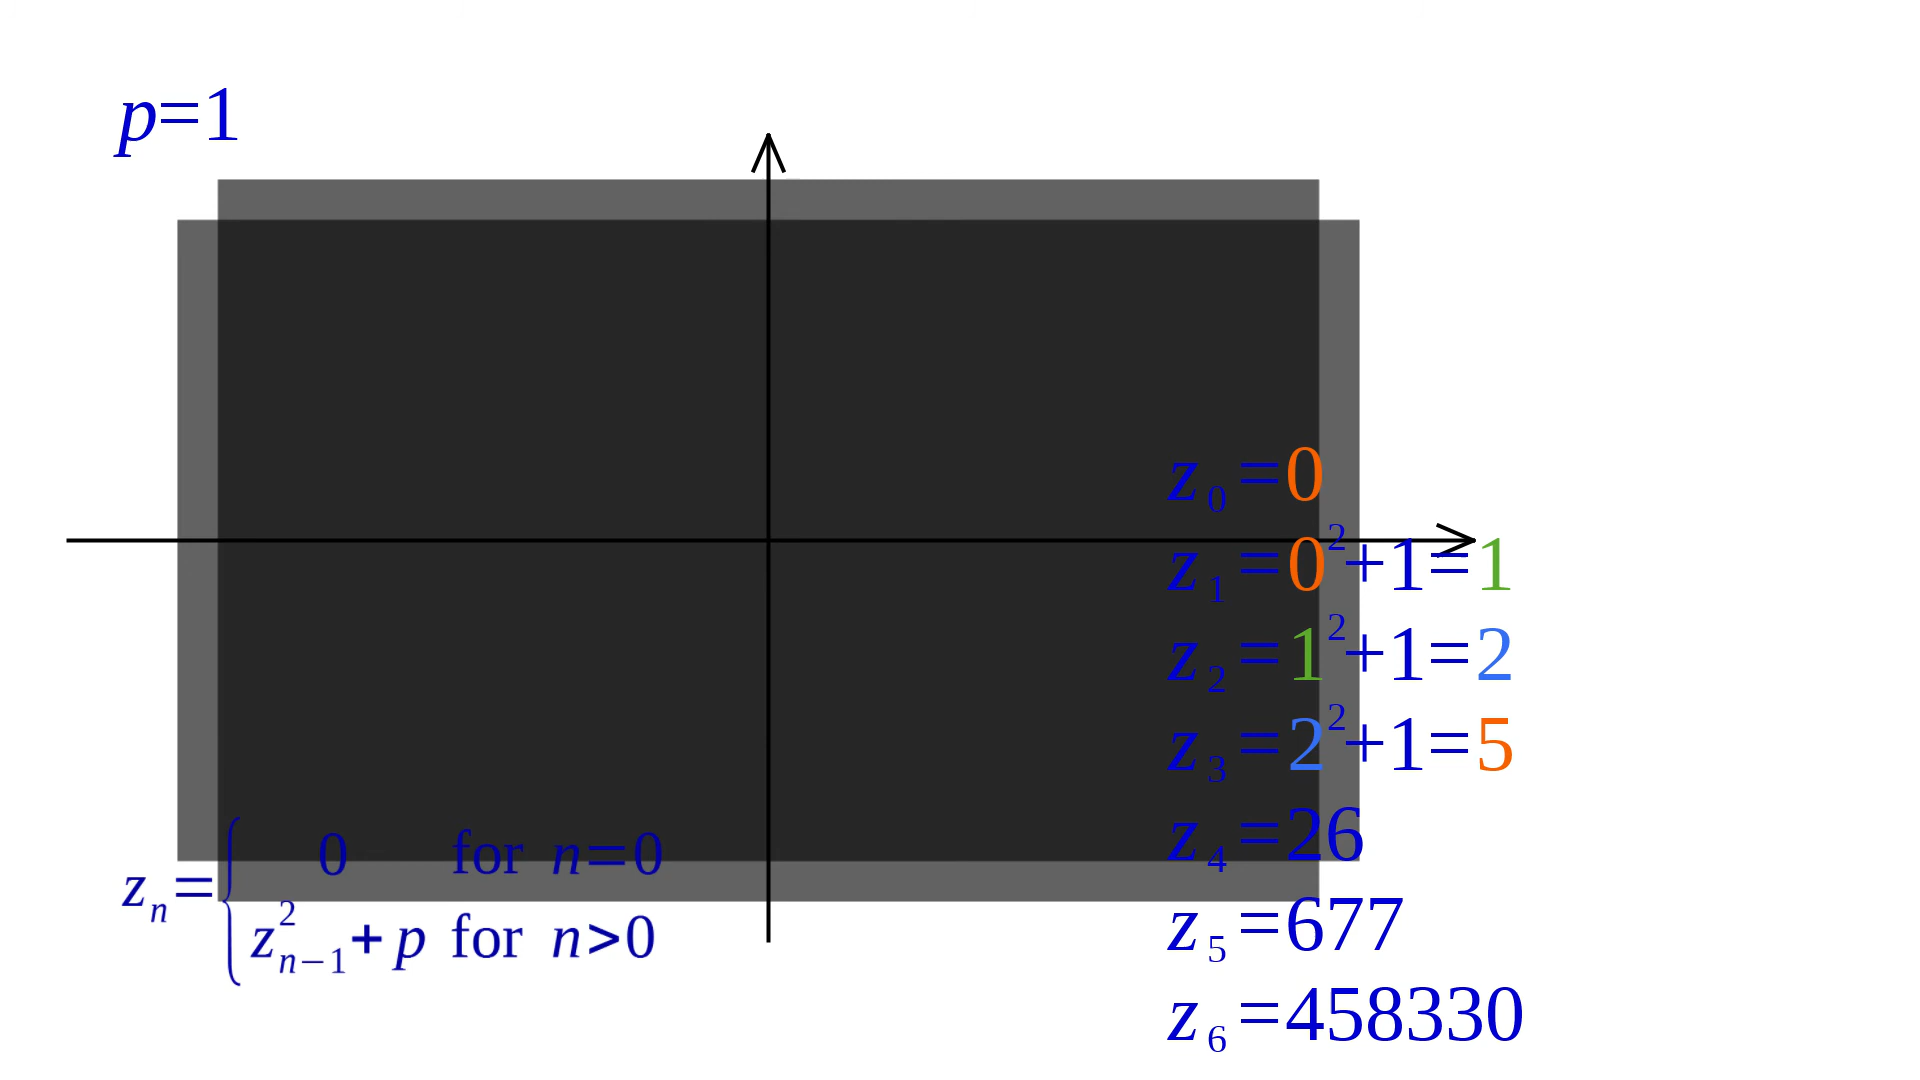 p=1
z₀=0
z₁=0²+1=1
z₂=1²+1=2
z₃=2²+1=5
z₄=26
z₅=677
z₆=458330
zₙ={ 0 for n=0
z²ₙ₋₁+p for n>0